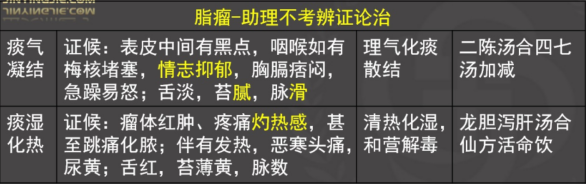 JINYINGJIE.COM
脂瘤-助理不考辨证论治
痰气凝结
证候：表皮中间有黑点，咽喉如有梅核堵塞，情志抑郁，胸膈痞闷，急躁易怒；舌淡，苔腻，脉滑
理气化痰散结
二陈汤合四七汤加减
痰湿化热
证候：瘤体红肿、疼痛灼热感，甚至跳痛化脓；伴有发热，恶寒头痛，尿黄；舌红，苔薄黄，脉数
清热化湿，和营解毒
龙胆泻肝汤合仙方活命饮